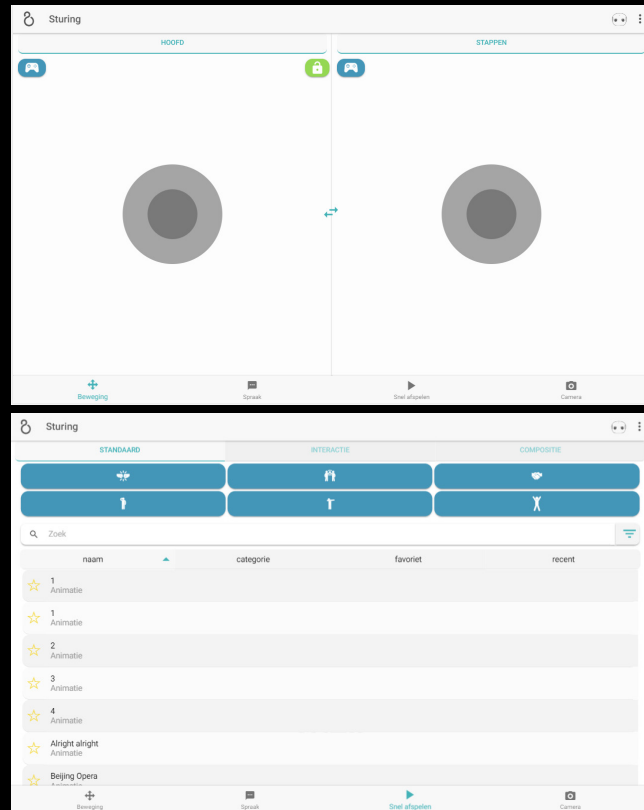 Sturing
HOOFD
STAPPEN
Beweging
Spraak
Snel afspelen
Camera
Sturing
STANDAARD
INTERACTIE
COMPOSITIE
Zoek
naam
categorie
favoriet
recent
1
Animatie
1
Animatie
2
Animatie
3
Animatie
4
Animatie
Alright alright
Animatie
Beijing Opera
Animatie
Beweging
Spraak
Snel afspelen
Camera